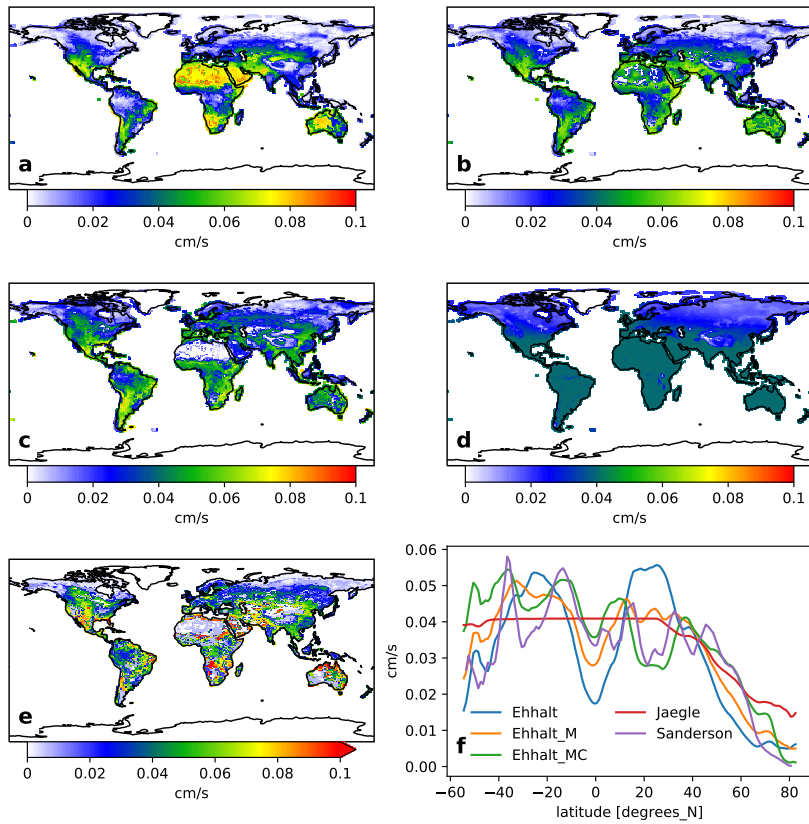 a
0 0.02 0.04 0.06 0.08 0.1
cm/s
b
0 0.02 0.04 0.06 0.08 0.1
cm/s
c
0 0.02 0.04 0.06 0.08 0.1
cm/s
d
0 0.02 0.04 0.06 0.08 0.1
cm/s
e
0 0.02 0.04 0.06 0.08 0.1
cm/s
0.06
0.05
0.04
0.03
0.02
0.01
0.00
cm/s
Ehhalt
Ehhalt_M
Ehhalt_MC
Jaegle
Sanderson
f
−60 −40 −20 0 20 40 60 80
latitude [degrees_N]